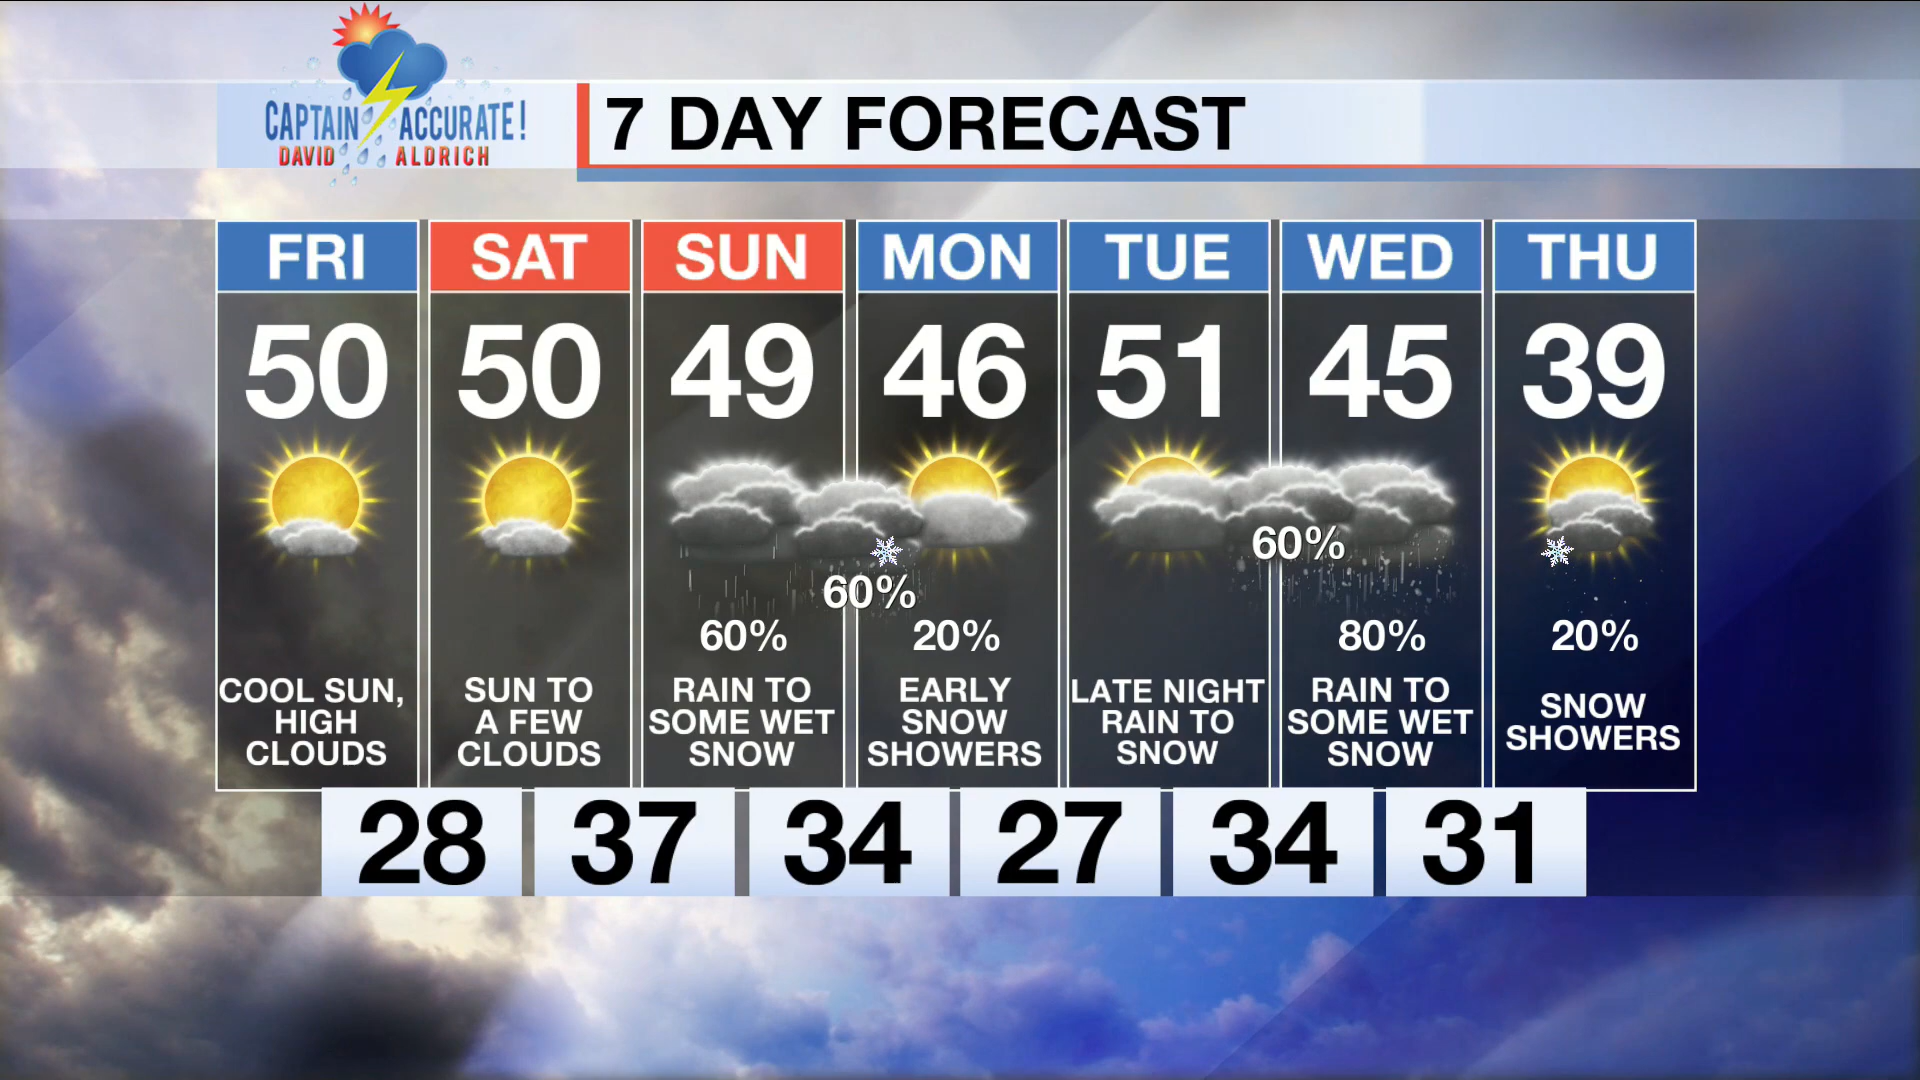 CAPTAIN ACCURATE!
DAVID ALDRICH
7 DAY FORECAST
FRI
50
COOL SUN,
HIGH
CLOUDS
SAT
50
SUN TO
A FEW
CLOUDS
SUN
49
60%
RAIN TO
SOME WET
SNOW
60%
MON
46
20%
EARLY
SNOW
SHOWERS
TUE
51
LATE NIGHT
RAIN TO
SNOW
60%
WED
45
80%
RAIN TO
SOME WET
SNOW
THU
39
20%
SNOW
SHOWERS
28
37
34
27
34
31